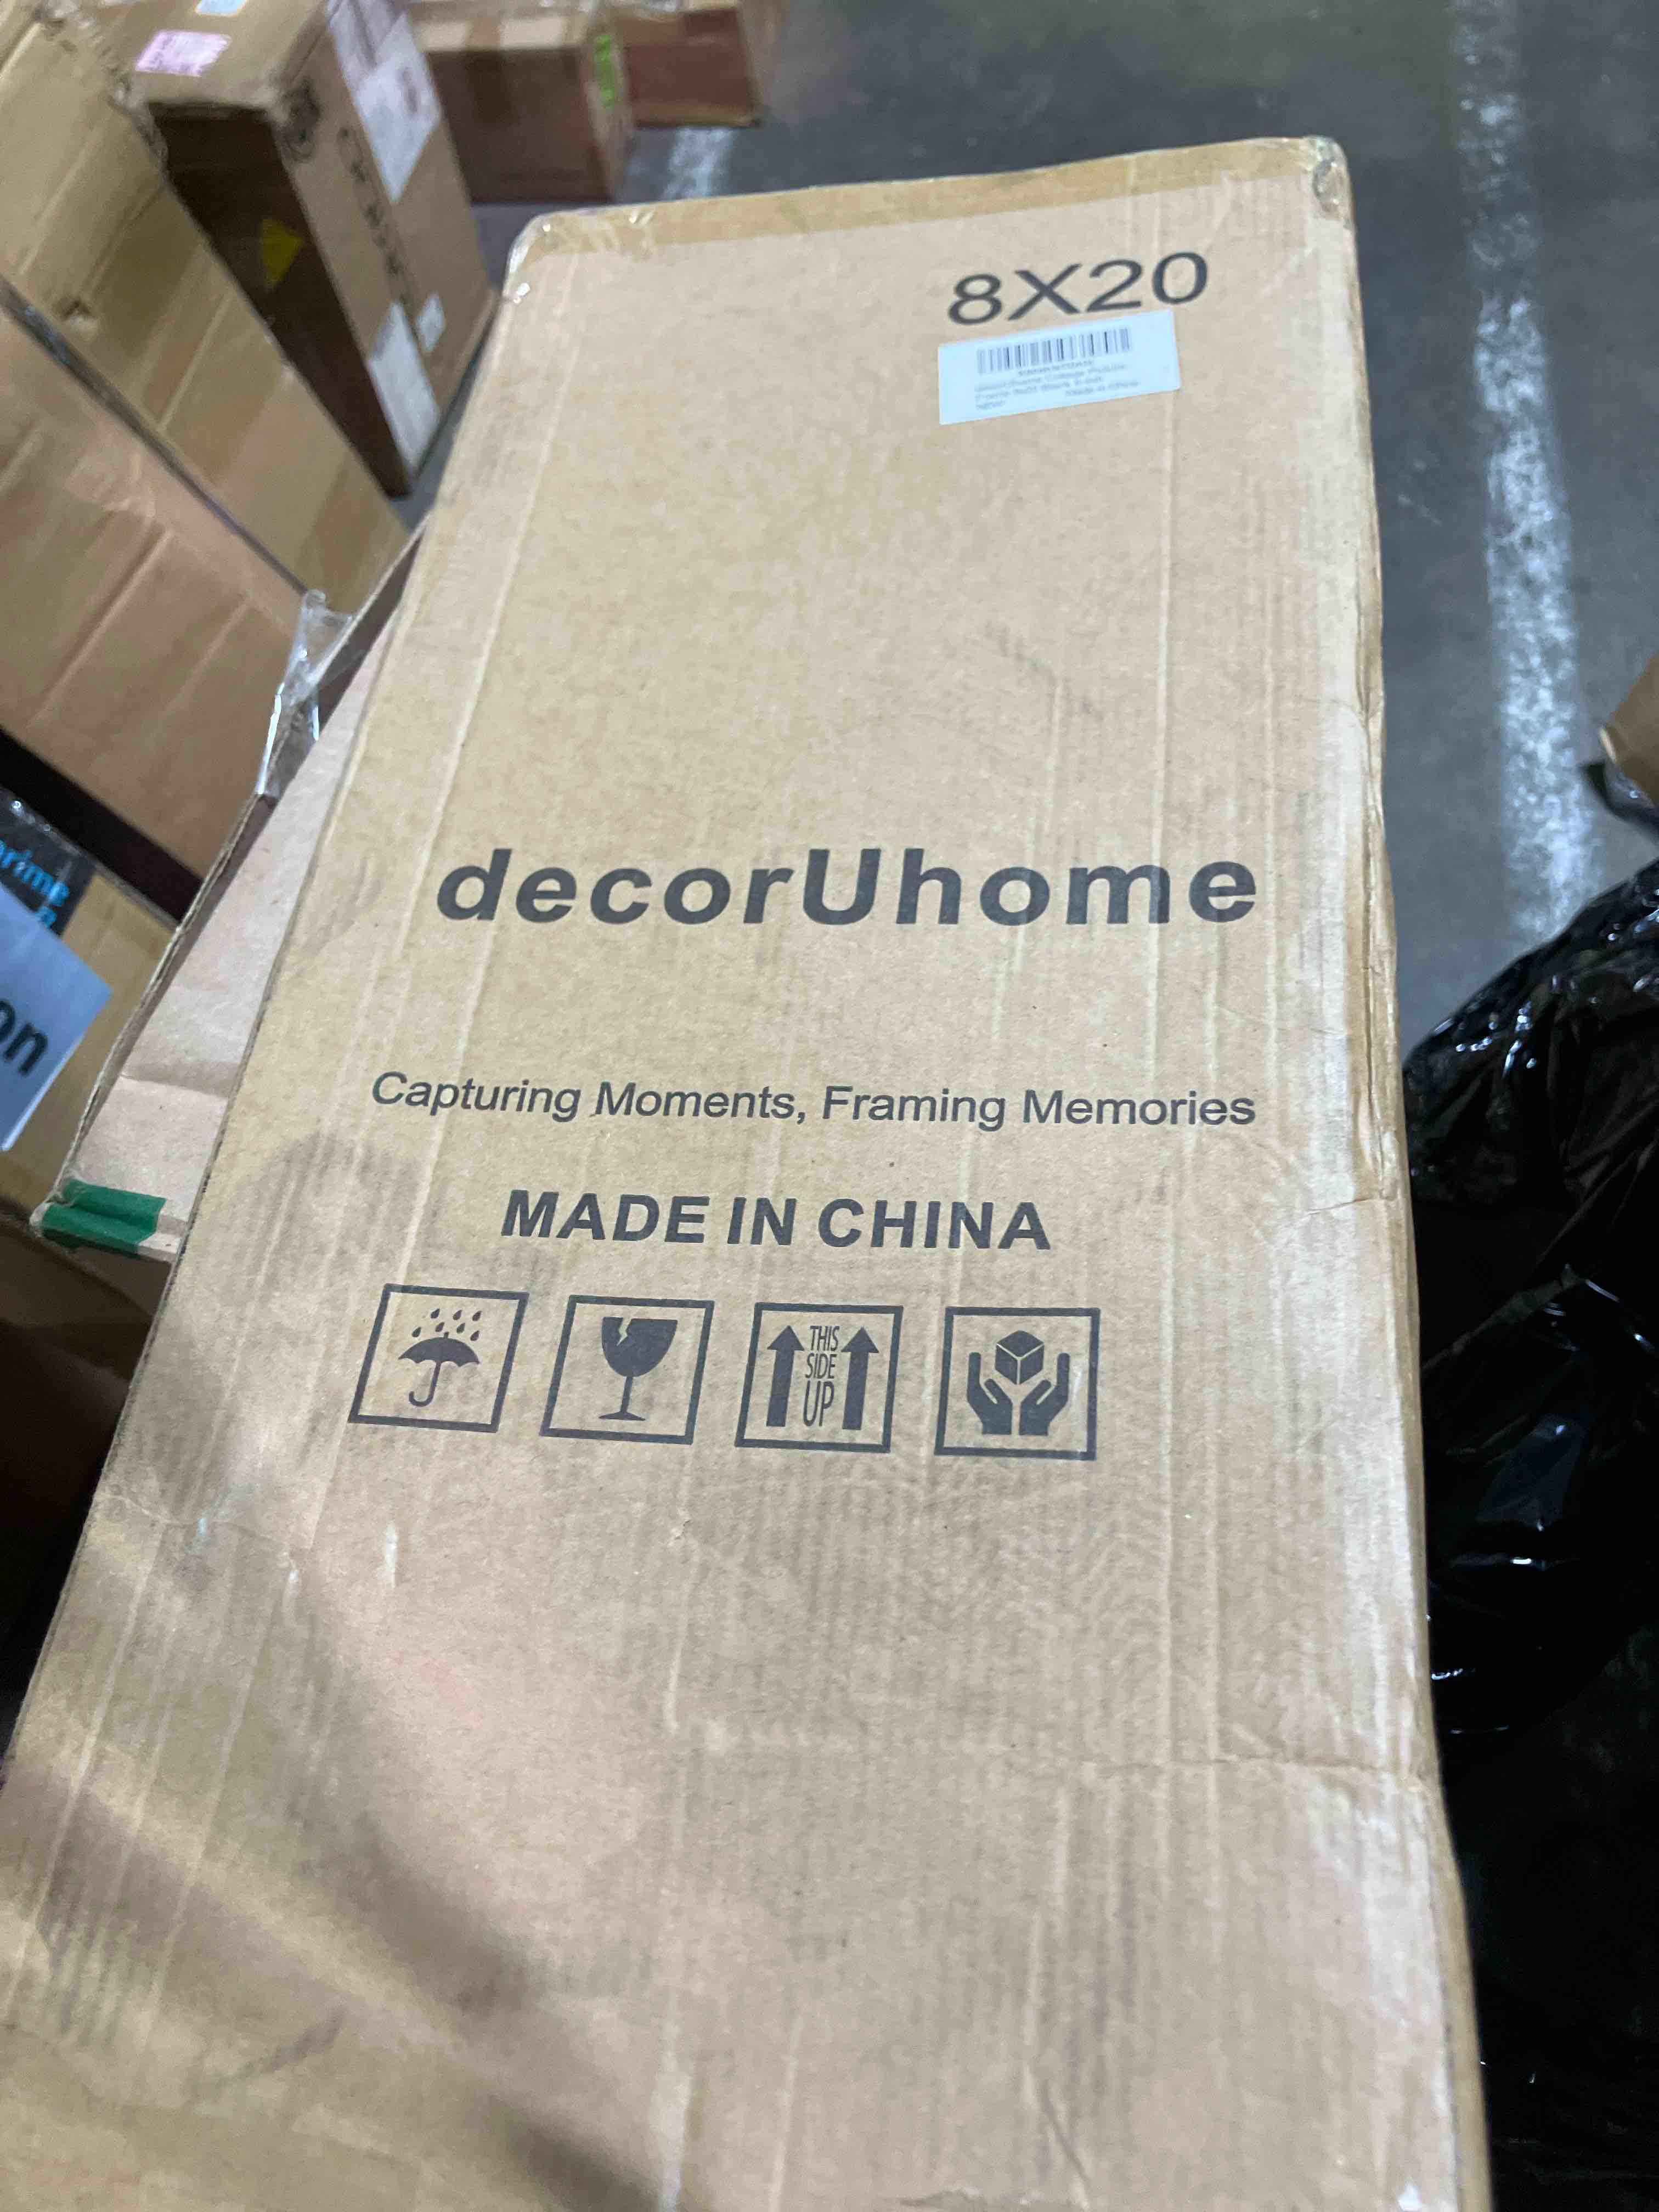 8X20
decorUhome
Capturing Moments, Framing Memories
MADE IN CHINA
THIS
SIDE
UP